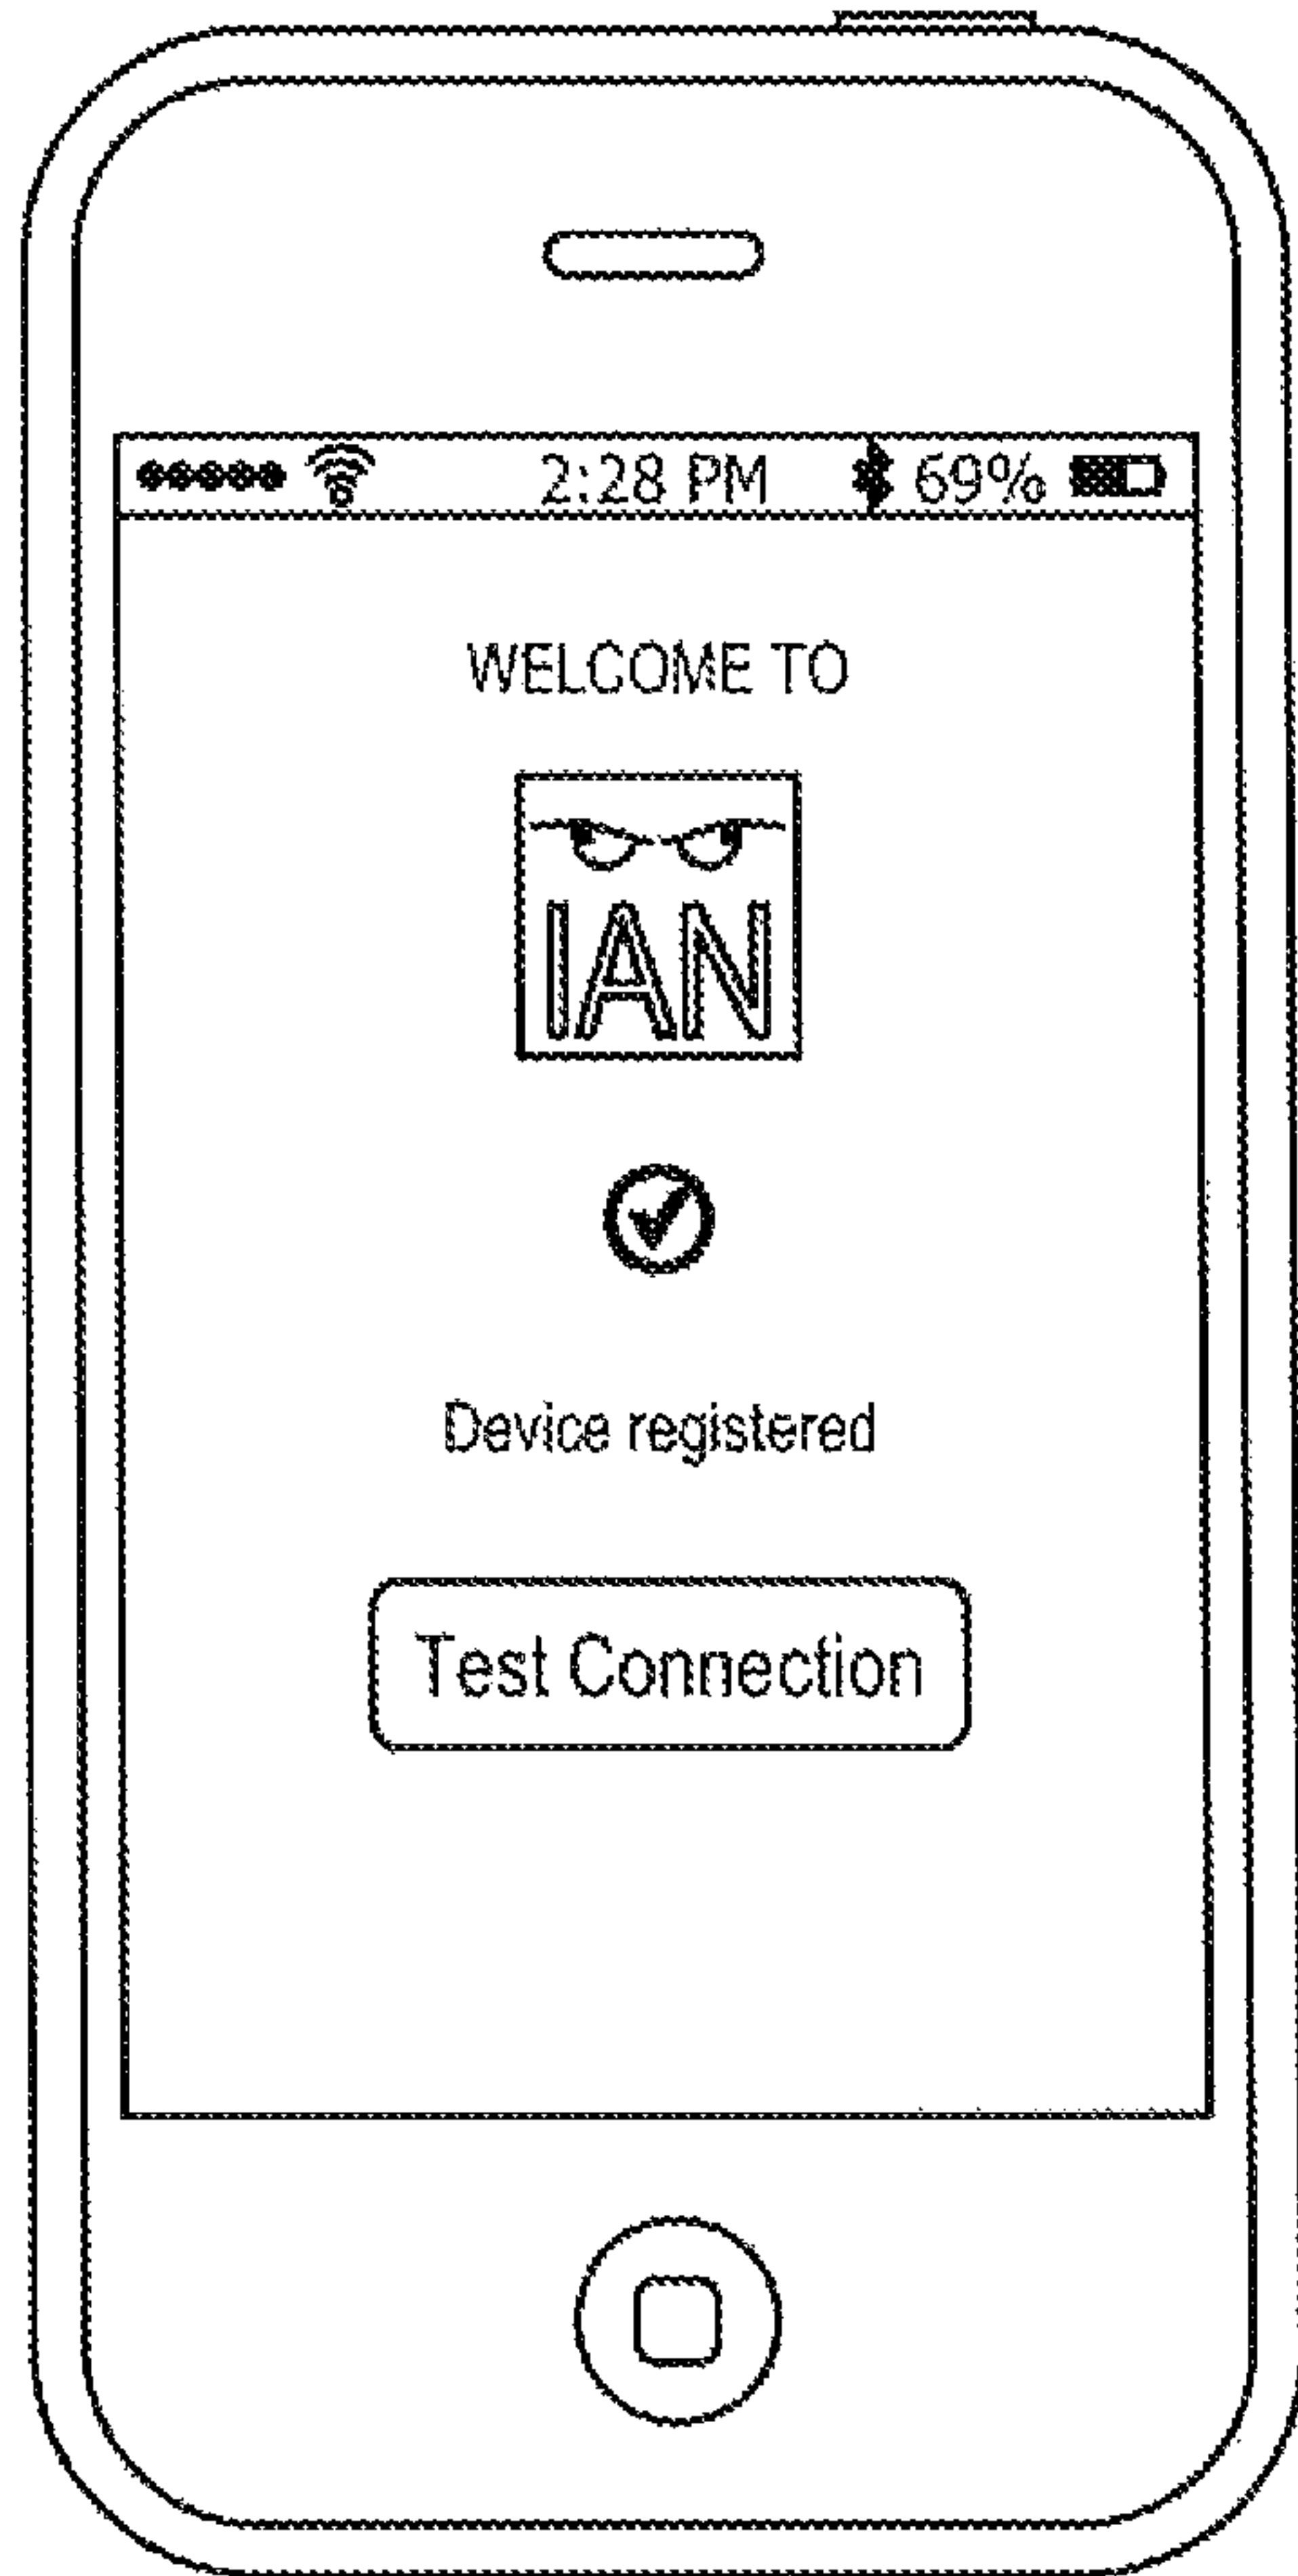 2:28 PM 69%
WELCOME TO
IAN
Device registered
Test Connection